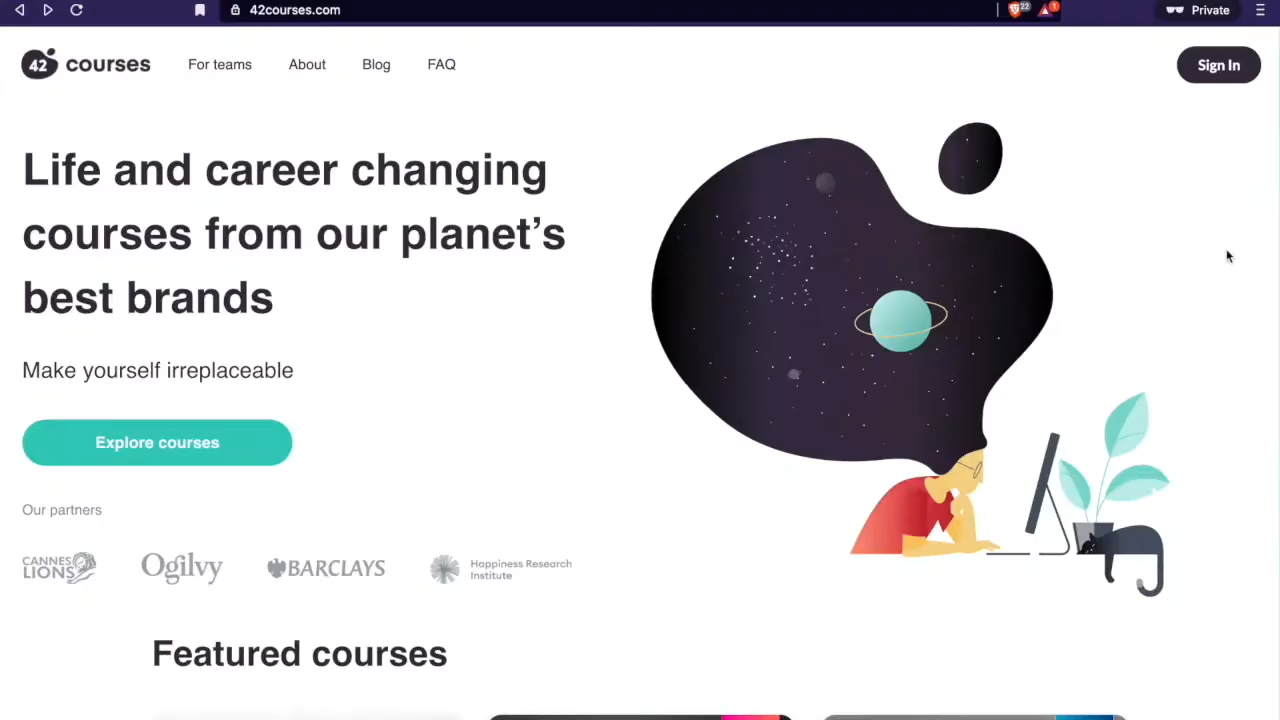 42courses.com
22
1
Private
42 courses
For teams
About
Blog
FAQ
Sign In
Life and career changing
courses from our planet’s
best brands
Make yourself irreplaceable
Explore courses
Our partners
CANNES
LIONS
Ogilvy
BARCLAYS
Happiness Research
Institute
Featured courses